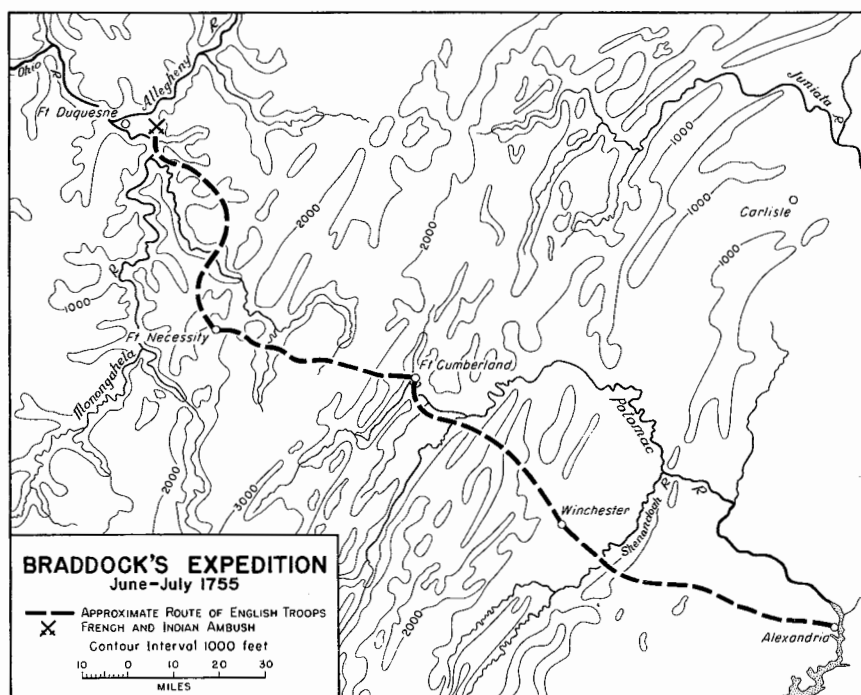 Ohio
R
Allegheny
R
Ft Duquesne
Juniata R
1000
1000
Carlisle
1000
2000
2000
R
1000
Ft Necessity
Monongahela
Ft Cumberland
Potomac
R
2000
3000
Winchester
Shenandoah R
2000
Alexandria
BRADDOCK'S EXPEDITION
June–July 1755
APPROXIMATE ROUTE OF ENGLISH TROOPS
FRENCH AND INDIAN AMBUSH
Contour Interval 1000 feet
10 0 10 20 30
MILES